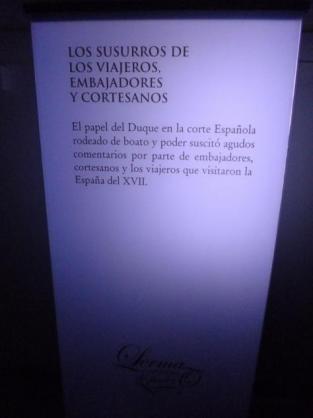 LOS SUSURROS DE
LOS VIAJEROS,
EMBAJADORES
Y CORTESANOS
El papel del Duque en la corte Española
rodeado de boato y poder suscitó agudos
comentarios por parte de embajadores,
cortesanos y los viajeros que visitaron la
España del XVII.
Lerma